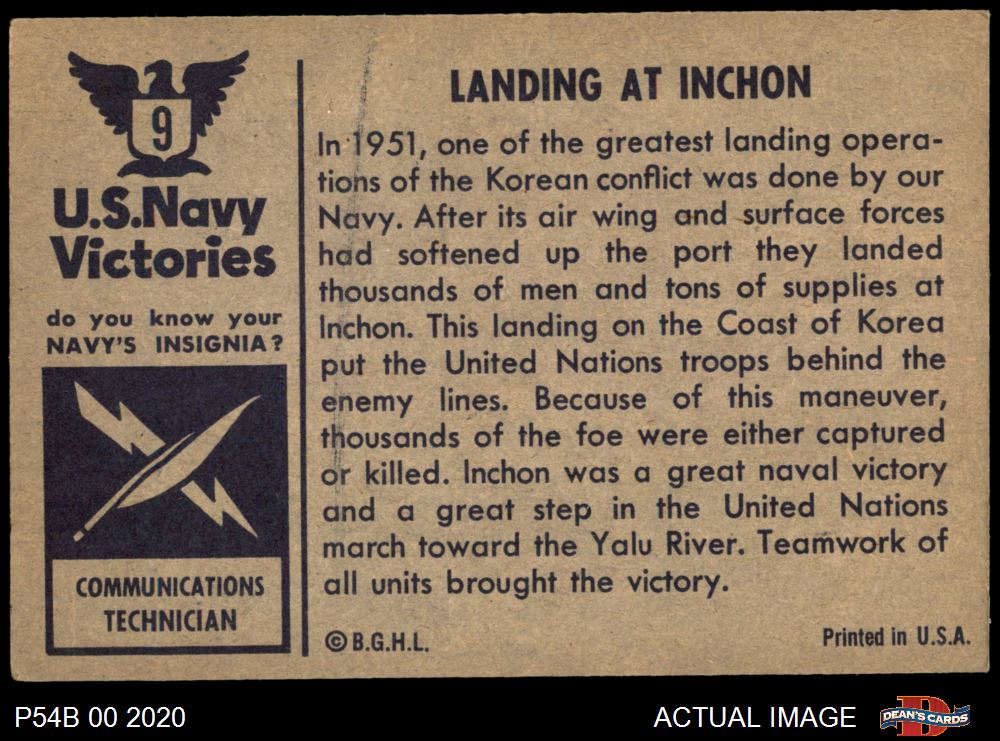 9
U.S.Navy
Victories
do you know your
NAVY'S INSIGNIA?
COMMUNICATIONS
TECHNICIAN
LANDING AT INCHON
In 1951, one of the greatest landing opera-
tions of the Korean conflict was done by our
Navy. After its air wing and surface forces
had softened up the port they landed
thousands of men and tons of supplies at
Inchon. This landing on the Coast of Korea
put the United Nations troops behind the
enemy lines. Because of this maneuver,
thousands of the foe were either captured
or killed. Inchon was a great naval victory
and a great step in the United Nations
march toward the Yalu River. Teamwork of
all units brought the victory.
© B.G.H.L.
Printed in U.S.A.
P54B 00 2020
ACTUAL IMAGE
DEAN'S CARDS